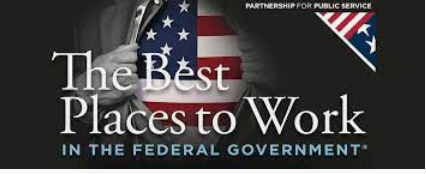 PARTNERSHIP FOR PUBLIC SERVICE
The Best
Places to Work
IN THE FEDERAL GOVERNMENT®